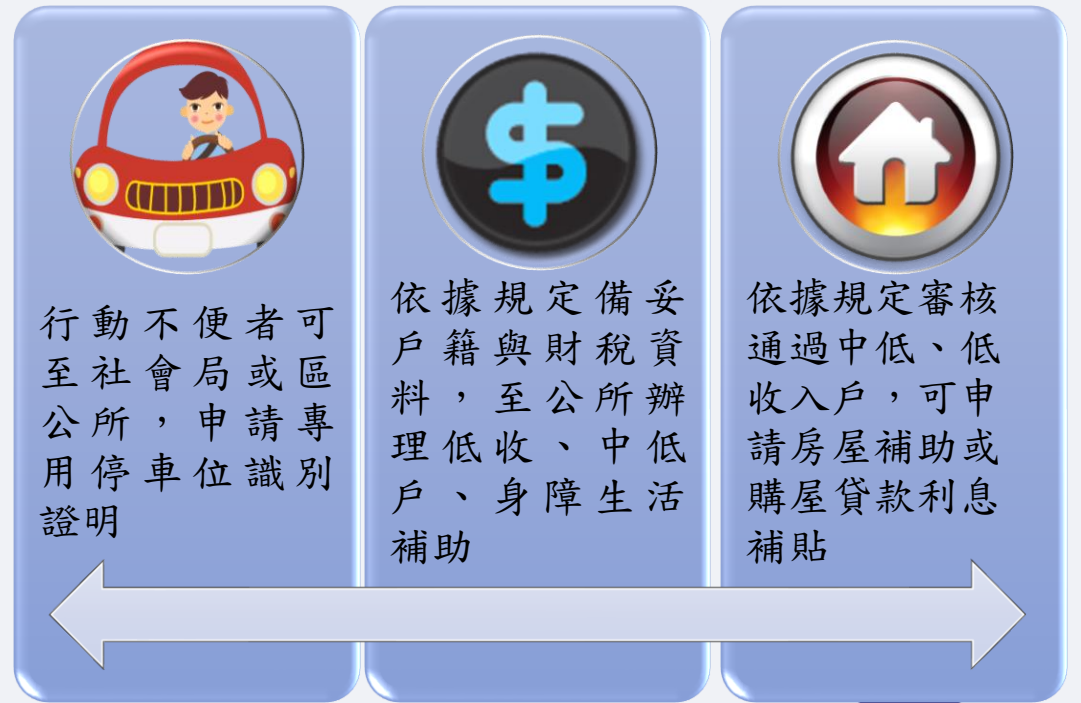 行動不便者可
至社會局或區
公所，申請專
用停車位識別
證明
依據規定備妥
戶籍與財稅資
料，至公所辦
理低收、中低
戶、身障生活
補助
依據規定審核
通過中低、低
收入戶，可申
請房屋補助或
購屋貸款利息
補貼